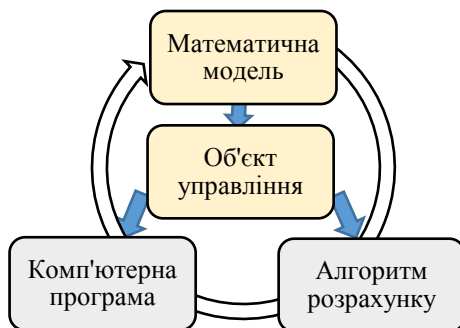 Математична
модель
Об'єкт
управління
Комп'ютерна
програма
Алгоритм
розрахунку